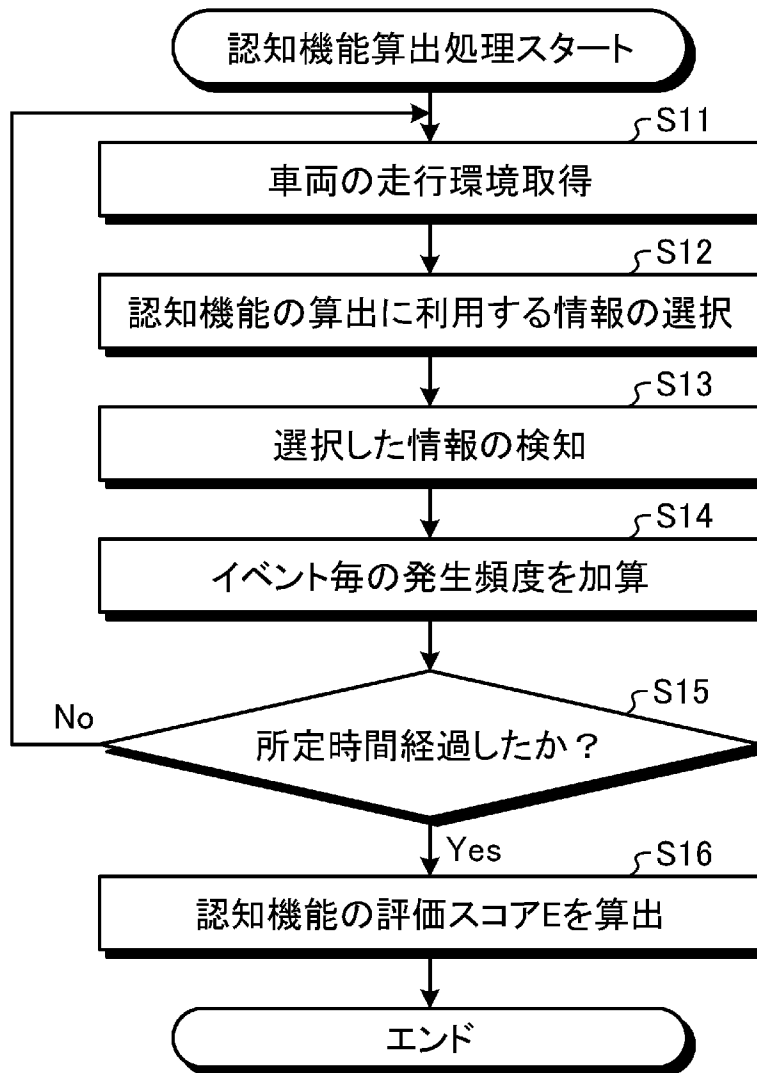 認知機能算出処理スタート
S11
車両の走行環境取得
S12
認知機能の算出に利用する情報の選択
S13
選択した情報の検知
S14
イベント毎の発生頻度を加算
S15
No
所定時間経過したか？
Yes
S16
認知機能の評価スコアEを算出
エンド